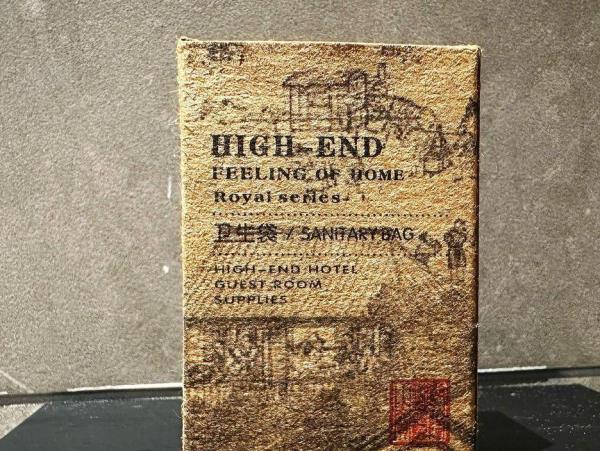 HIGH-END
FEELING OF HOME
Royal series
卫生袋 / SANITARY BAG
HIGH-END HOTEL
GUEST ROOM
SUPPLIES